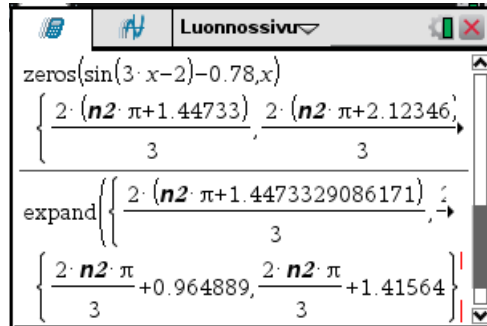 Luonnossivu
zeros(sin(3·x−2)−0.78,x)
{2·(n2·π+1.44733)/3, 2·(n2·π+2.12346)/3,
expand({2·(n2·π+1.4473329086171)/3, 2
{2·n2·π/3+0.964889, 2·n2·π/3+1.41564}